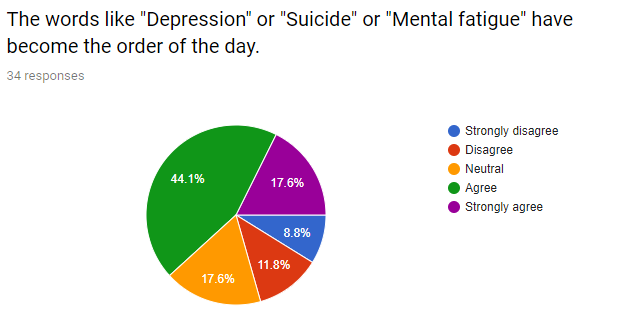 The words like "Depression" or "Suicide" or "Mental fatigue" have
become the order of the day.
34 responses
Strongly disagree
Disagree
Neutral
Agree
Strongly agree
44.1%
17.6%
8.8%
11.8%
17.6%